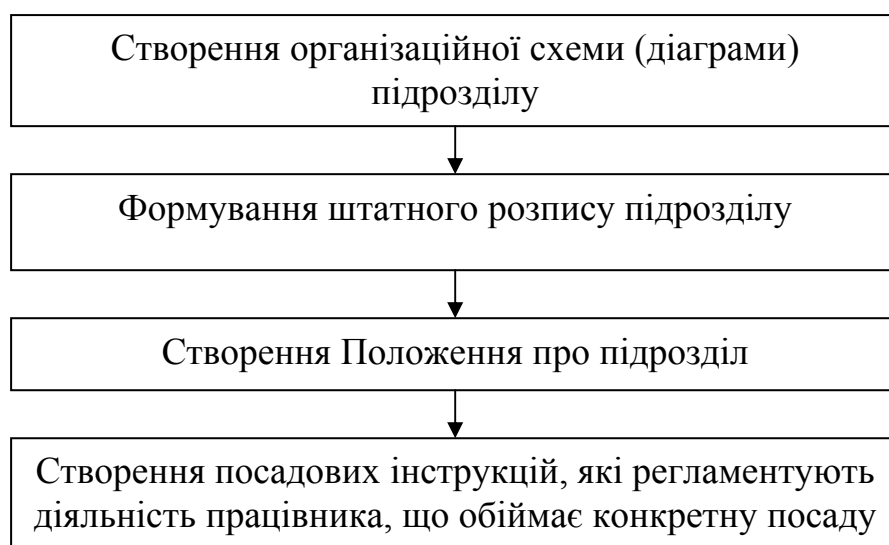 Створення організаційної схеми (діаграми)
підрозділу
Формування штатного розпису підрозділу
Створення Положення про підрозділ
Створення посадових інструкцій, які регламентують
діяльність працівника, що обіймає конкретну посаду